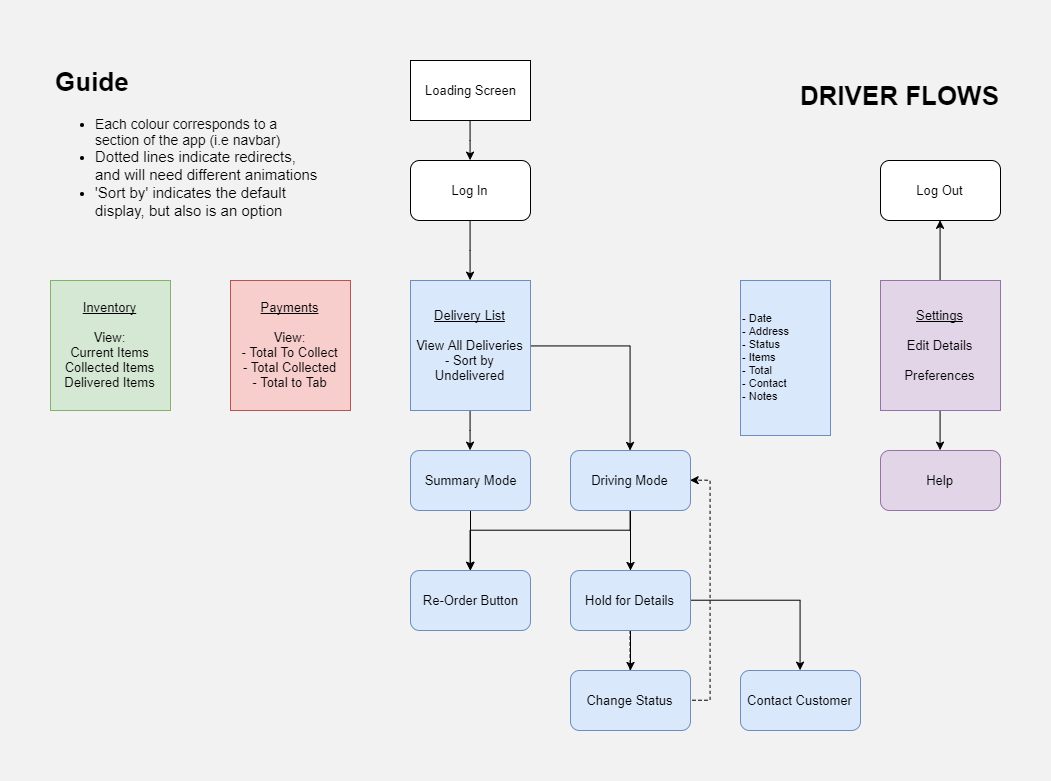 Guide
• Each colour corresponds to a
section of the app (i.e navbar)
• Dotted lines indicate redirects,
and will need different animations
• 'Sort by' indicates the default
display, but also is an option
Loading Screen
DRIVER FLOWS
Log In
Log Out
Inventory
View:
Current Items
Collected Items
Delivered Items
Payments
View:
- Total To Collect
- Total Collected
- Total to Tab
Delivery List
View All Deliveries
- Sort by
Undelivered
- Date
- Address
- Status
- Items
- Total
- Contact
- Notes
Settings
Edit Details
Preferences
Summary Mode
Driving Mode
Help
Re-Order Button
Hold for Details
Change Status
Contact Customer